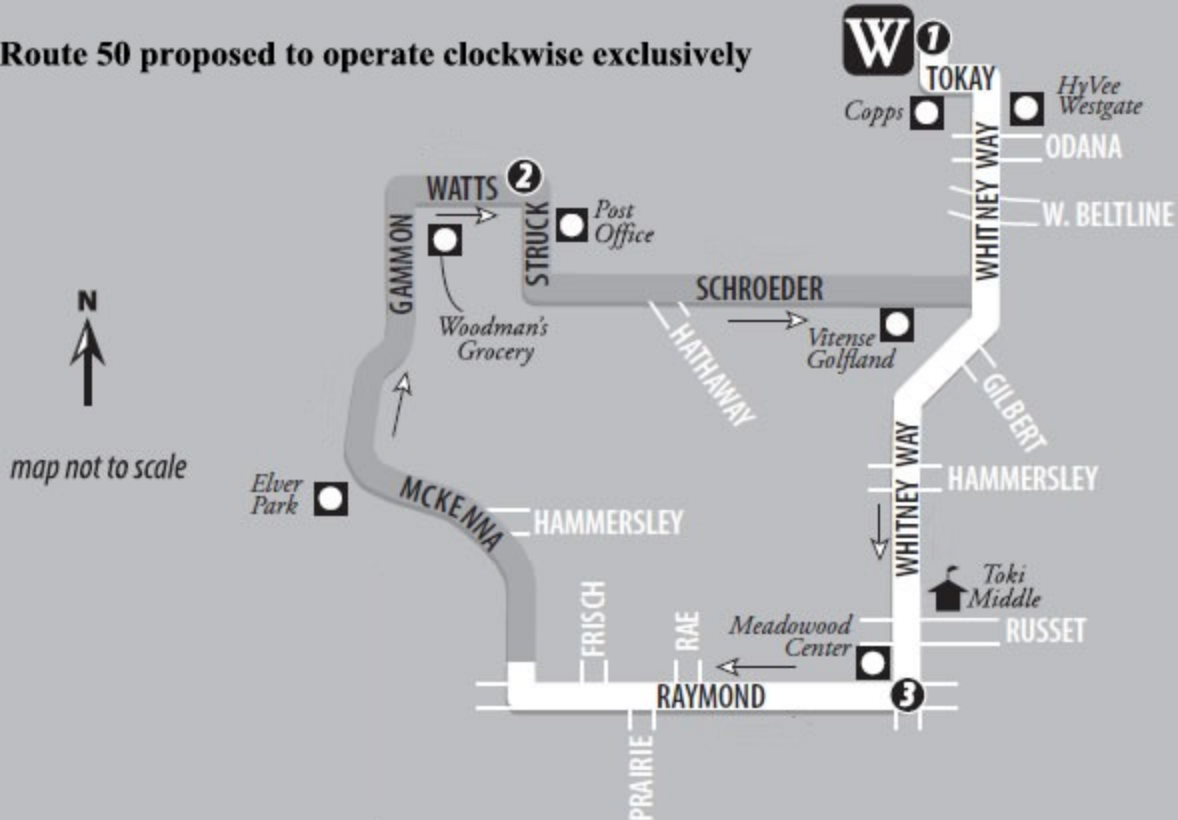 Route 50 proposed to operate clockwise exclusively
W
1
TOKAY
Copps
HyVee
Westgate
ODANA
WHITNEY WAY
W. BELTLINE
WATTS
2
STRUCK
Post
Office
GAMMON
SCHROEDER
Woodman's
Grocery
HATHAWAY
Vitense
Golfland
GILBERT
N
map not to scale
Elver
Park
MCKENNA
HAMMERSLEY
WHITNEY WAY
HAMMERSLEY
Toki
Middle
FRISCH
RAE
Meadowood
Center
RUSSET
RAYMOND
3
PRAIRIE